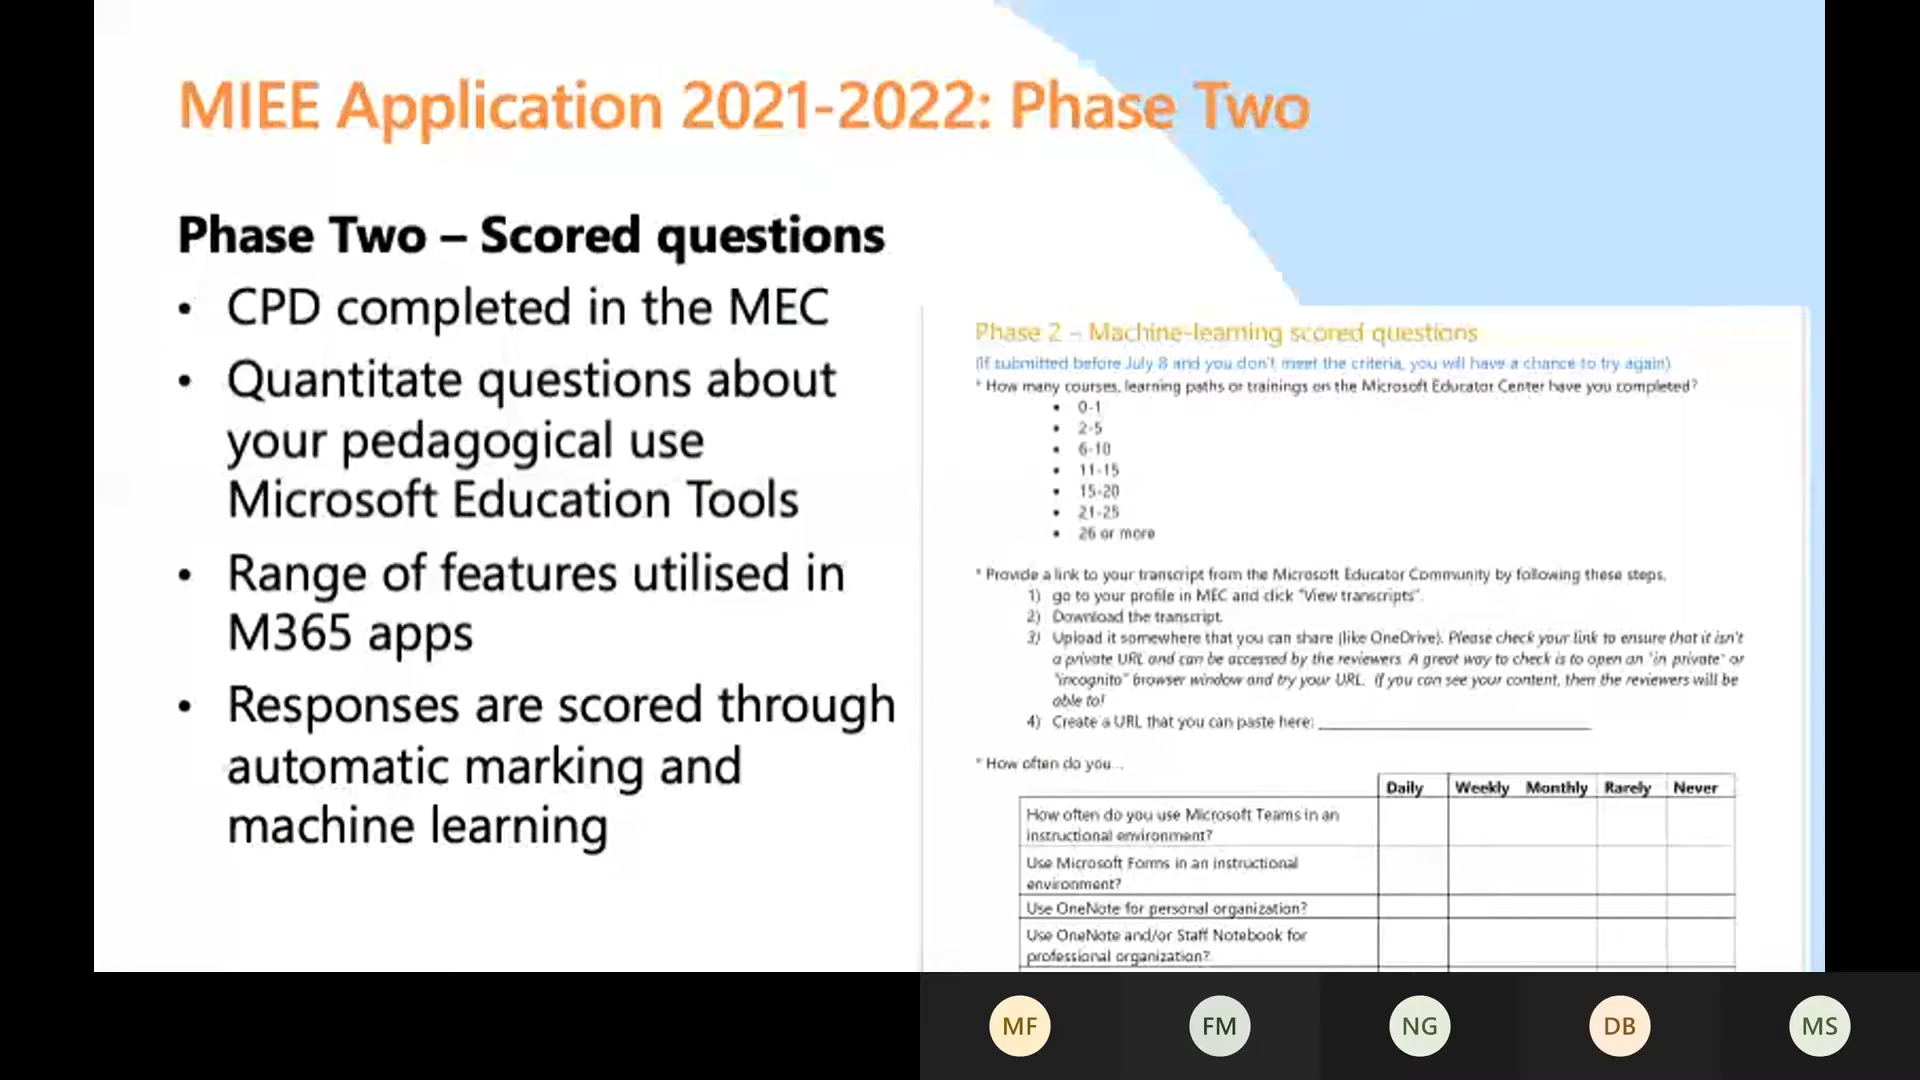 MIEE Application 2021-2022: Phase Two
Phase Two – Scored questions
• CPD completed in the MEC
• Quantitate questions about
your pedagogical use
Microsoft Education Tools
• Range of features utilised in
M365 apps
• Responses are scored through
automatic marking and
machine learning
Phase 2 – Machine-learning scored questions
(If submitted before July 8 and you don't meet the criteria, you will have a chance to try again)
* How many courses, learning paths or trainings on the Microsoft Educator Center have you completed?
• 0-1
• 2-5
• 6-10
• 11-15
• 15-20
• 21-25
• 26 or more
* Provide a link to your transcript from the Microsoft Educator Community by following these steps.
1) go to your profile in MEC and click "View transcripts".
2) Download the transcript.
3) Upload it somewhere that you can share (like OneDrive). Please check your link to ensure that it isn't
a private URL and can be accessed by the reviewers. A great way to check is to open an "in private" or
"incognito" browser window and try your URL. If you can see your content, then the reviewers will be
able to!
4) Create a URL that you can paste here: ____________________
* How often do you...
Daily Weekly Monthly Rarely Never
How often do you use Microsoft Teams in an
instructional environment?
Use Microsoft Forms in an instructional
environment?
Use OneNote for personal organization?
Use OneNote and/or Staff Notebook for
professional organization?
MF FM NG DB MS